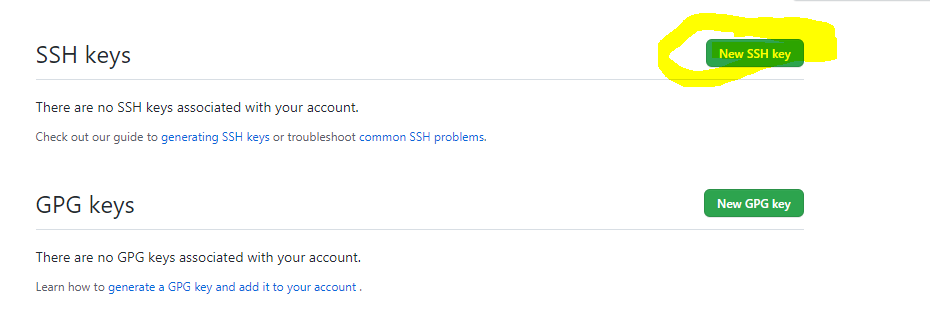 SSH keys
New SSH key
There are no SSH keys associated with your account.
Check out our guide to generating SSH keys or troubleshoot common SSH problems.
GPG keys
New GPG key
There are no GPG keys associated with your account.
Learn how to generate a GPG key and add it to your account .